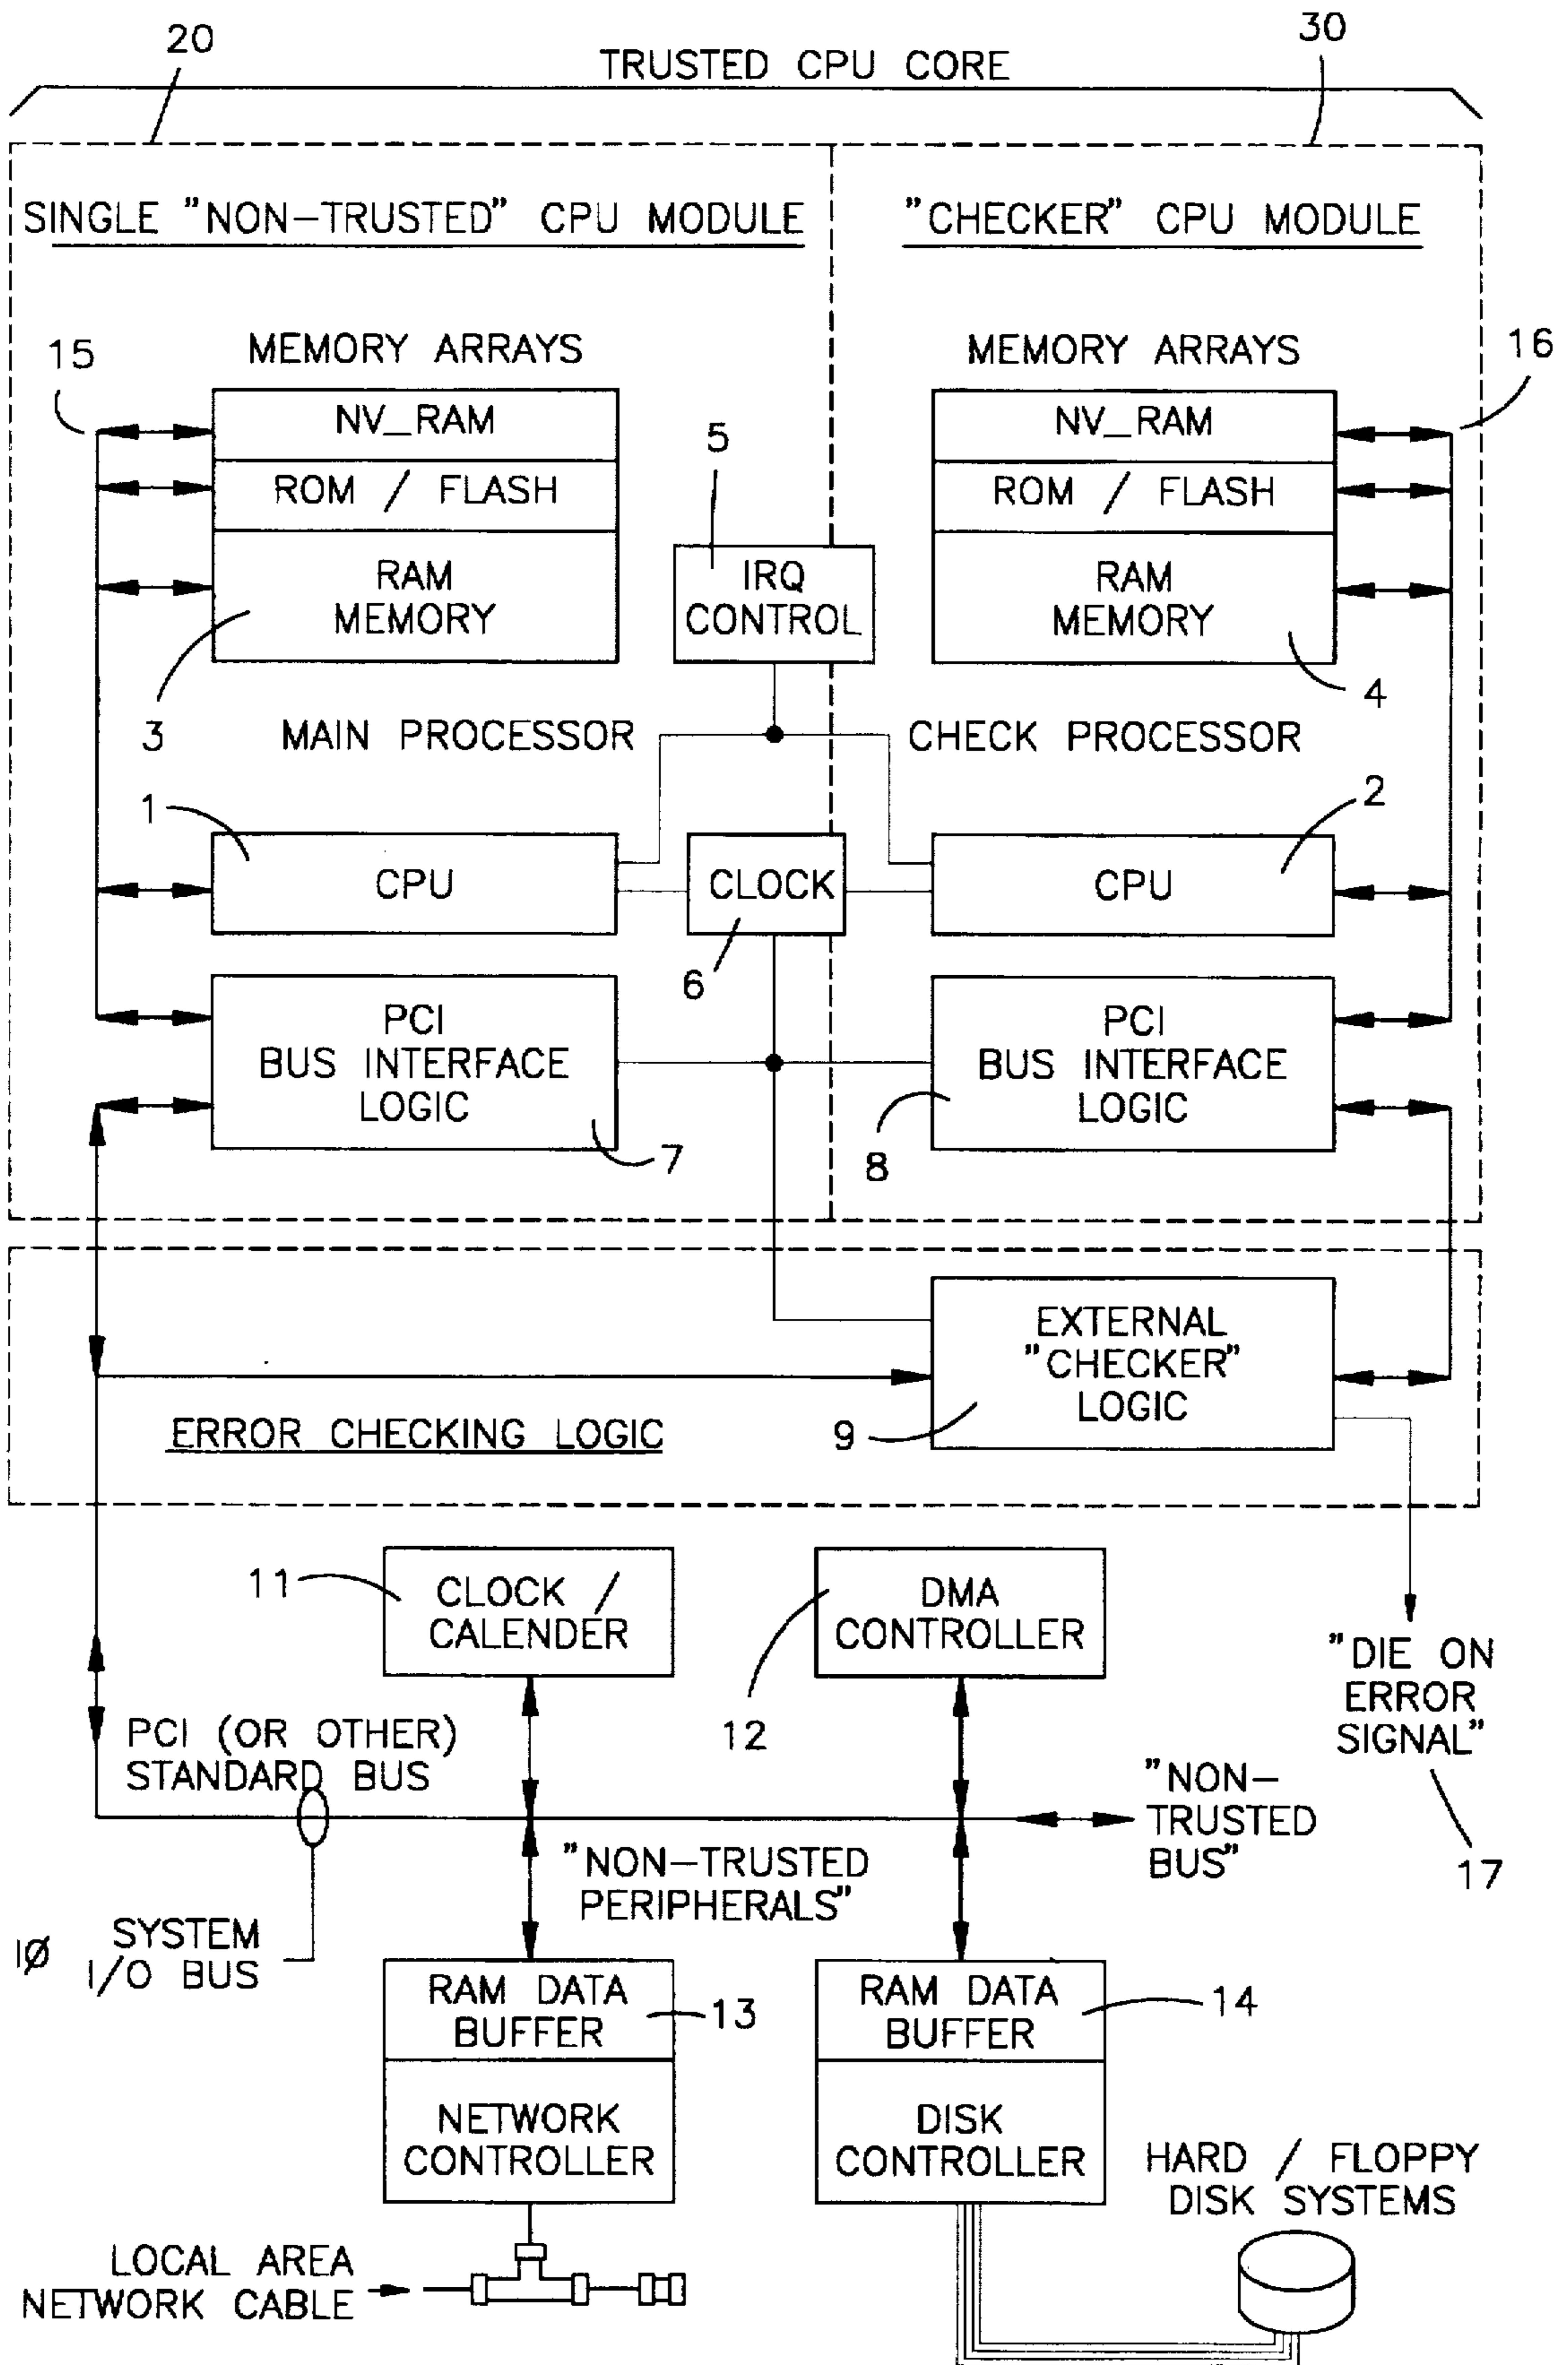 20
30
TRUSTED CPU CORE
SINGLE "NON-TRUSTED" CPU MODULE
"CHECKER" CPU MODULE
15
MEMORY ARRAYS
MEMORY ARRAYS
16
NV_RAM
5
NV_RAM
ROM / FLASH
ROM / FLASH
RAM
MEMORY
IRQ
CONTROL
RAM
MEMORY
3
MAIN PROCESSOR
CHECK PROCESSOR
4
1
2
CPU
CLOCK
CPU
6
PCI
BUS INTERFACE
LOGIC
PCI
BUS INTERFACE
LOGIC
7
8
EXTERNAL
"CHECKER"
LOGIC
ERROR CHECKING LOGIC
9
11
CLOCK /
CALENDER
DMA
CONTROLLER
12
"DIE ON
ERROR
SIGNAL"
17
PCI (OR OTHER)
STANDARD BUS
"NON-
TRUSTED
BUS"
"NON-TRUSTED
PERIPHERALS"
10
SYSTEM
I/O BUS
RAM DATA
BUFFER
13
RAM DATA
BUFFER
14
NETWORK
CONTROLLER
DISK
CONTROLLER
HARD / FLOPPY
DISK SYSTEMS
LOCAL AREA
NETWORK CABLE